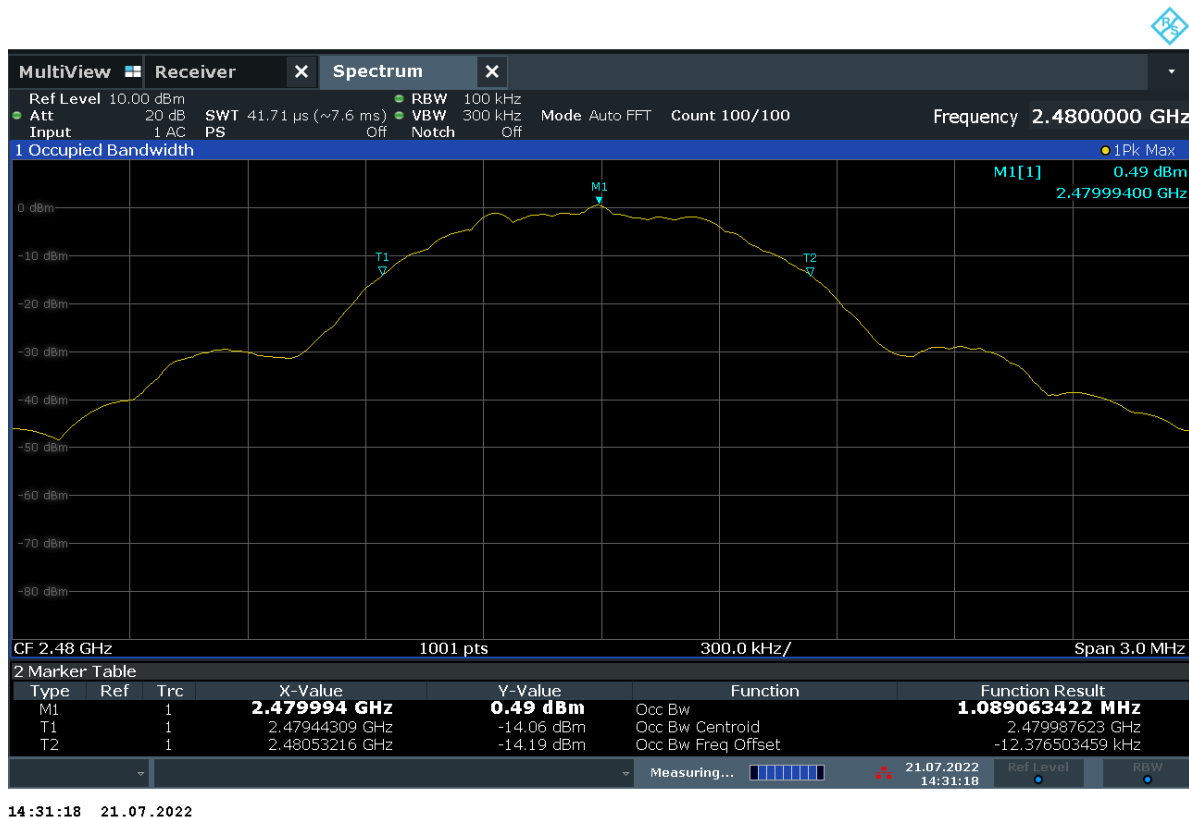 R&S
MultiView Receiver X Spectrum X
Ref Level 10.00 dBm RBW 100 kHz
Att 20 dB SWT 41.71 µs (~7.6 ms) VBW 300 kHz Mode Auto FFT Count 100/100 Frequency 2.4800000 GHz
Input 1 AC PS Off Notch Off
1 Occupied Bandwidth 1Pk Max
M1[1] 0.49 dBm
2.47999400 GHz
M1
0 dBm
-10 dBm
T1 T2
-20 dBm
-30 dBm
-40 dBm
-50 dBm
-60 dBm
-70 dBm
-80 dBm
CF 2.48 GHz 1001 pts 300.0 kHz/ Span 3.0 MHz
2 Marker Table
Type Ref Trc X-Value Y-Value Function Function Result
M1 1 2.479994 GHz 0.49 dBm Occ Bw 1.089063422 MHz
T1 1 2.47944309 GHz -14.06 dBm Occ Bw Centroid 2.479987623 GHz
T2 1 2.48053216 GHz -14.19 dBm Occ Bw Freq Offset -12.376503459 kHz
Measuring... 21.07.2022 Ref Level RBW
14:31:18
14:31:18 21.07.2022